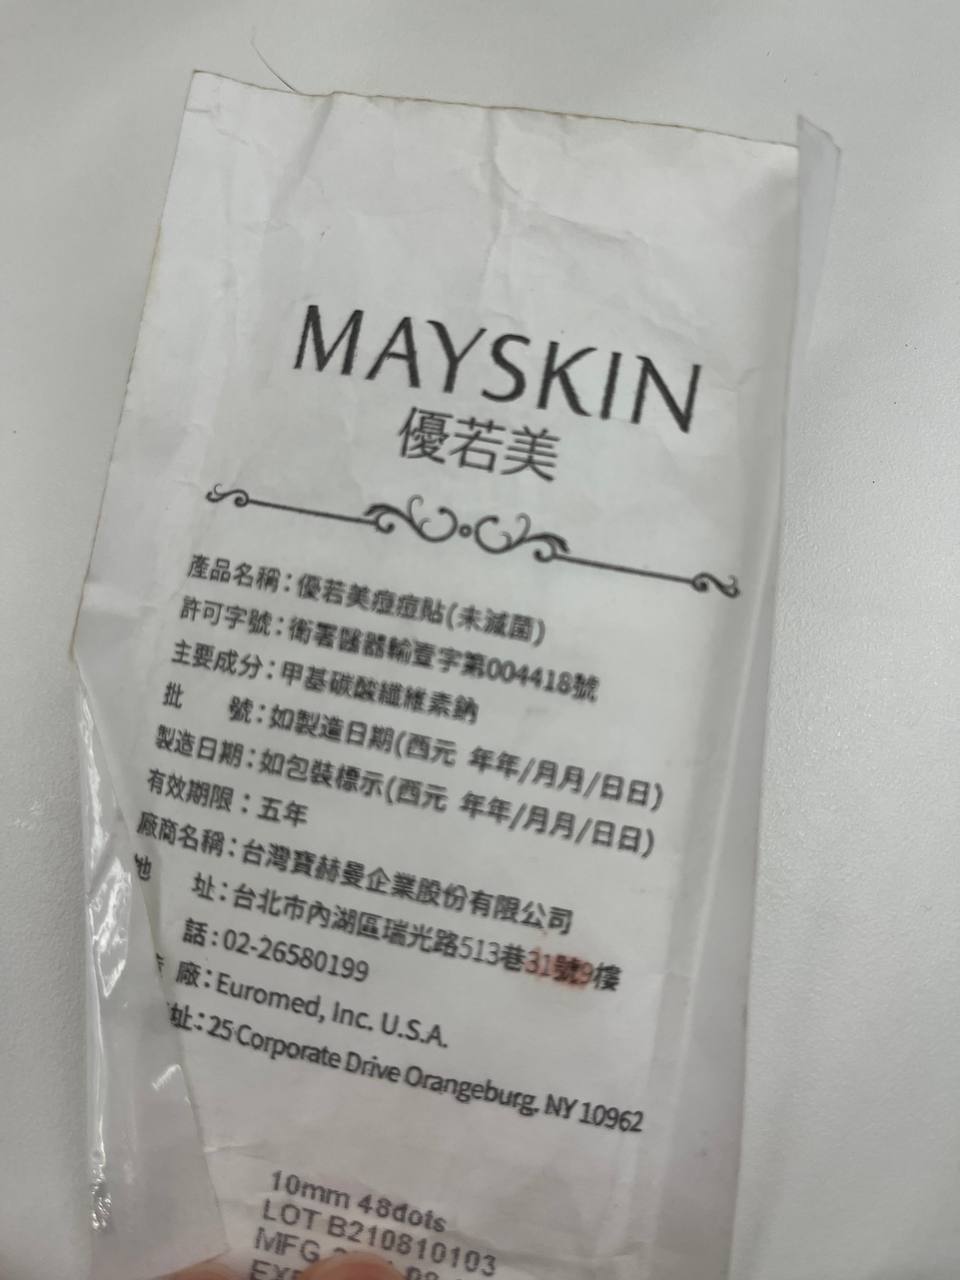 MAYSKIN
優若美
產品名稱：優若美痘痘貼(未滅菌)
許可字號：衛署醫器輸壹字第004418號
主要成分：甲基碳酸纖維素鈉
批 號：如製造日期(西元 年年/月月/日日)
製造日期：如包裝標示(西元 年年/月月/日日)
有效期限：五年
廠商名稱：台灣寶赫曼企業股份有限公司
地 址：台北市內湖區瑞光路513巷31號9樓
話：02-26580199
廠：Euromed, Inc. U.S.A.
址：25 Corporate Drive Orangeburg, NY 10962
10mm 48dots
LOT B210810103
MFG